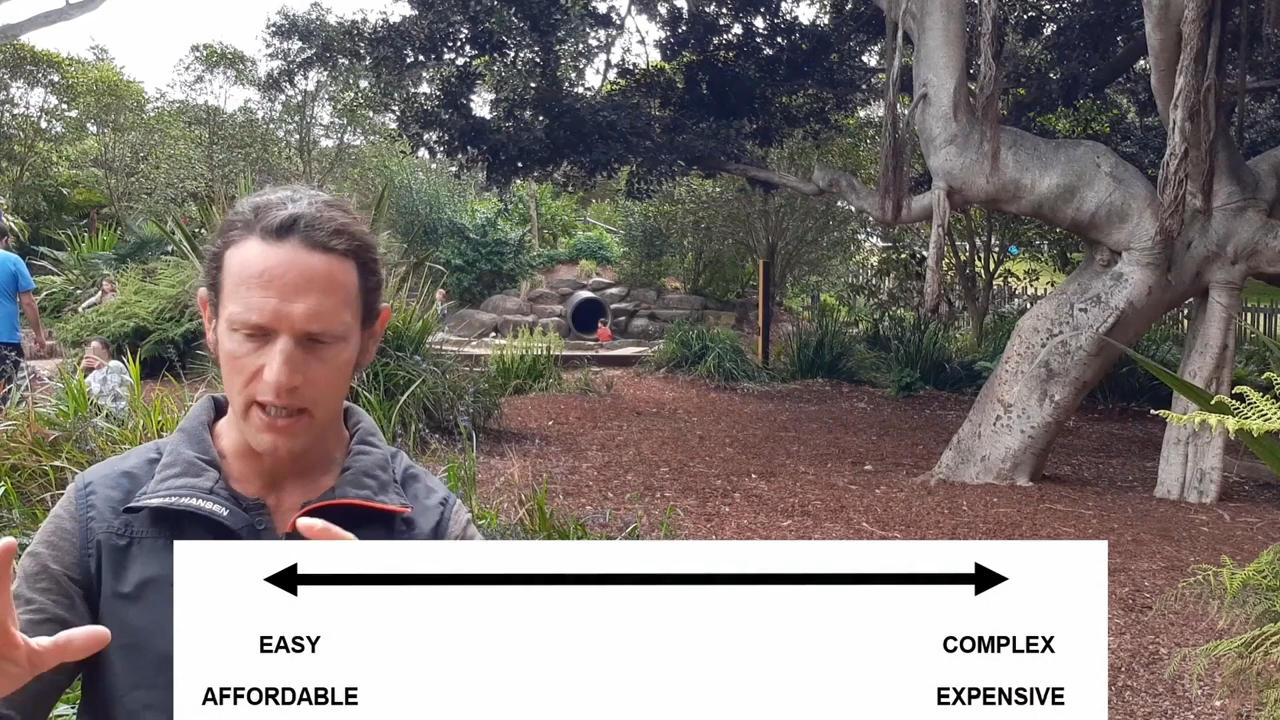 HELLY HANSEN
EASY
COMPLEX
AFFORDABLE
EXPENSIVE